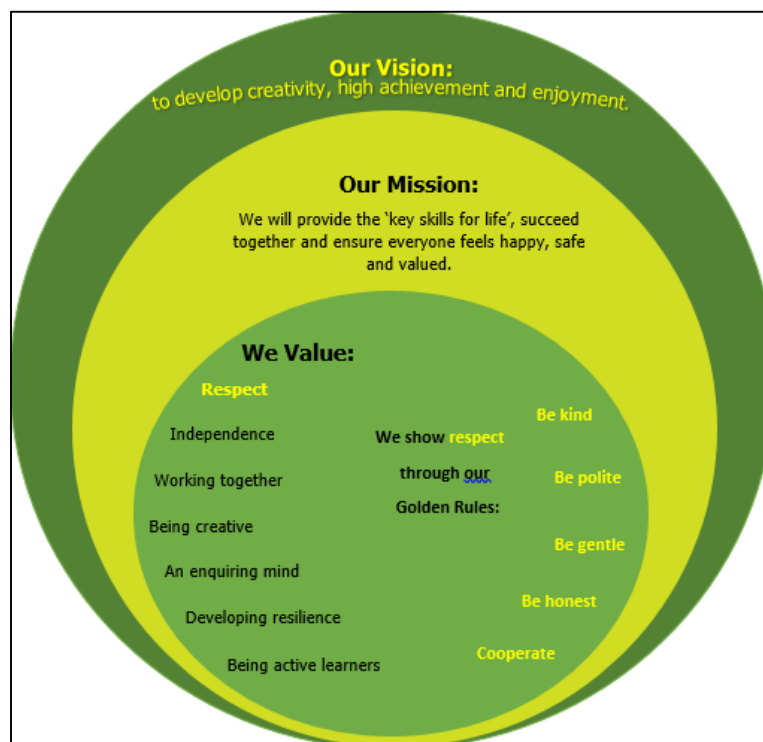 Our Vision:
to develop creativity, high achievement and enjoyment.
Our Mission:
We will provide the ‘key skills for life’, succeed
together and ensure everyone feels happy, safe
and valued.
We Value:
Respect
Independence
Working together
Being creative
An enquiring mind
Developing resilience
Being active learners
We show respect
through our
Golden Rules:
Be kind
Be polite
Be gentle
Be honest
Cooperate